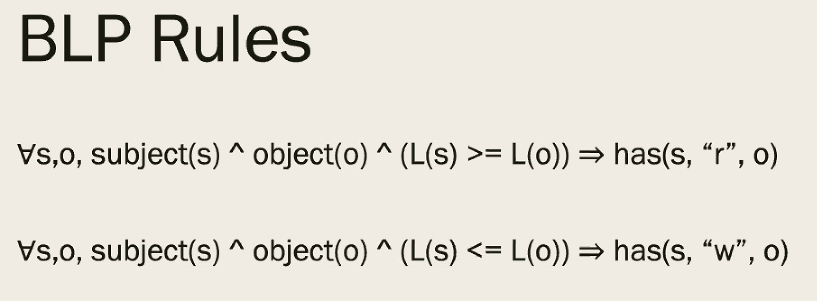 BLP Rules
∀s,o, subject(s) ^ object(o) ^ (L(s) >= L(o)) ⇒ has(s, “r”, o)
∀s,o, subject(s) ^ object(o) ^ (L(s) <= L(o)) ⇒ has(s, “w”, o)